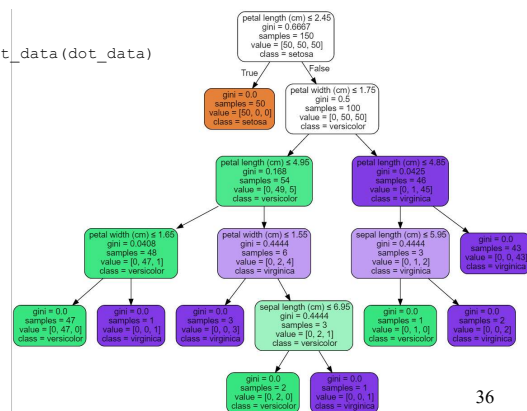 petal length (cm) ≤ 2.45
gini = 0.6667
samples = 150
value = [50, 50, 50]
class = setosa
t_data(dot_data)
True
False
gini = 0.0
samples = 50
value = [50, 0, 0]
class = setosa
petal width (cm) ≤ 1.75
gini = 0.5
samples = 100
value = [0, 50, 50]
class = versicolor
petal length (cm) ≤ 4.95
gini = 0.168
samples = 54
value = [0, 49, 5]
class = versicolor
petal length (cm) ≤ 4.85
gini = 0.0425
samples = 46
value = [0, 1, 45]
class = virginica
petal width (cm) ≤ 1.65
gini = 0.0408
samples = 48
value = [0, 47, 1]
class = versicolor
petal width (cm) ≤ 1.55
gini = 0.4444
samples = 6
value = [0, 2, 4]
class = virginica
sepal length (cm) ≤ 5.95
gini = 0.4444
samples = 3
value = [0, 1, 2]
class = virginica
gini = 0.0
samples = 43
value = [0, 0, 43]
class = virginica
gini = 0.0
samples = 47
value = [0, 47, 0]
class = versicolor
gini = 0.0
samples = 1
value = [0, 0, 1]
class = virginica
gini = 0.0
samples = 3
value = [0, 0, 3]
class = virginica
sepal length (cm) ≤ 6.95
gini = 0.4444
samples = 3
value = [0, 2, 1]
class = versicolor
gini = 0.0
samples = 1
value = [0, 1, 0]
class = versicolor
gini = 0.0
samples = 2
value = [0, 0, 2]
class = virginica
gini = 0.0
samples = 2
value = [0, 2, 0]
class = versicolor
gini = 0.0
samples = 1
value = [0, 0, 1]
class = virginica
36